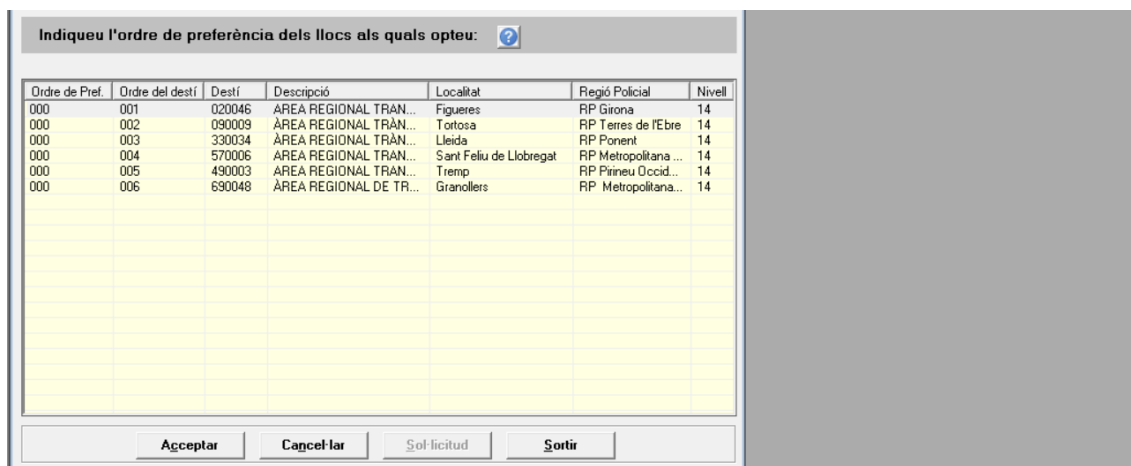 Indiqueu l'ordre de preferència dels llocs als quals opteu: ?
Ordre de Pref. Ordre del destí Destí Descripció Localitat Regió Policial Nivell
000 001 020046 ÀREA REGIONAL TRÀN... Figueres RP Girona 14
000 002 090009 ÀREA REGIONAL TRÀN... Tortosa RP Terres de l'Ebre 14
000 003 330034 ÀREA REGIONAL TRÀN... Lleida RP Ponent 14
000 004 570006 ÀREA REGIONAL TRAN... Sant Feliu de Llobregat RP Metropolitana ... 14
000 005 490003 ÀREA REGIONAL TRAN... Tremp RP Pirineu Occid... 14
000 006 690048 ÀREA REGIONAL DE TR... Granollers RP Metropolitana... 14
Acceptar Cancel·lar Sol·licitud Sortir